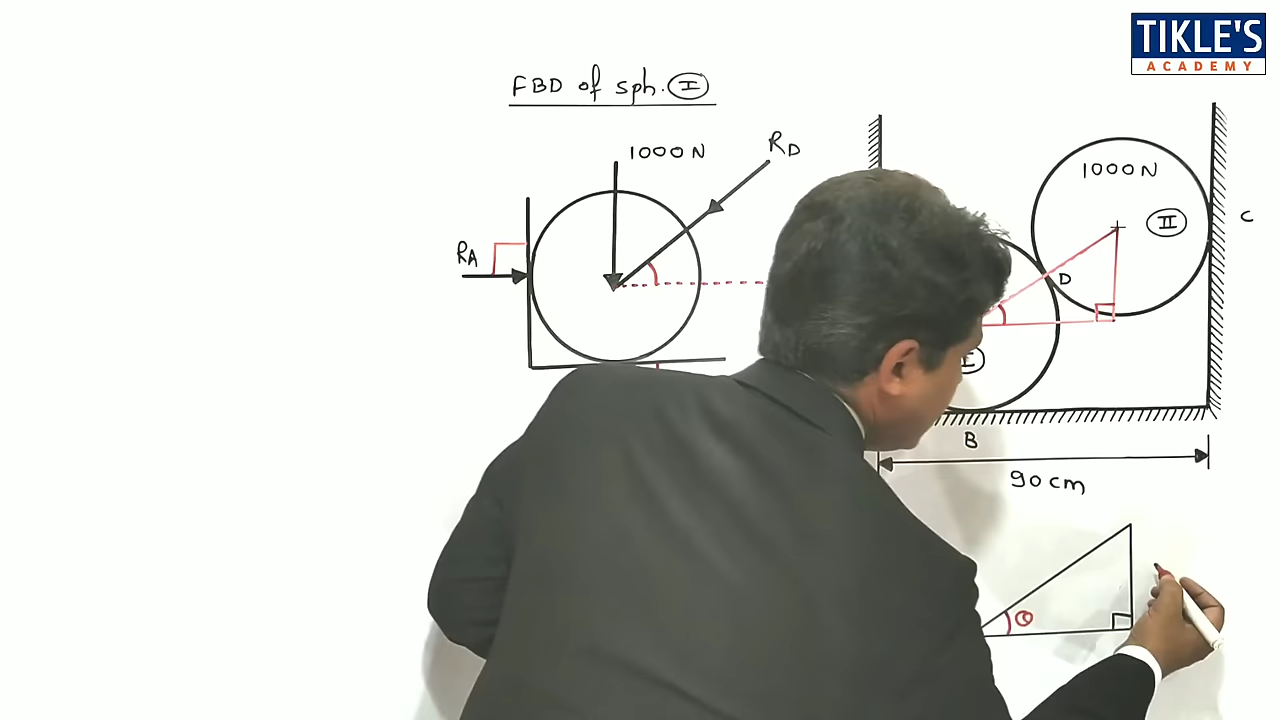 TIKLE'S
ACADEMY
FBD of sph. I
1000 N
RD
RA
1000 N
II
C
D
I
B
90 cm
θ